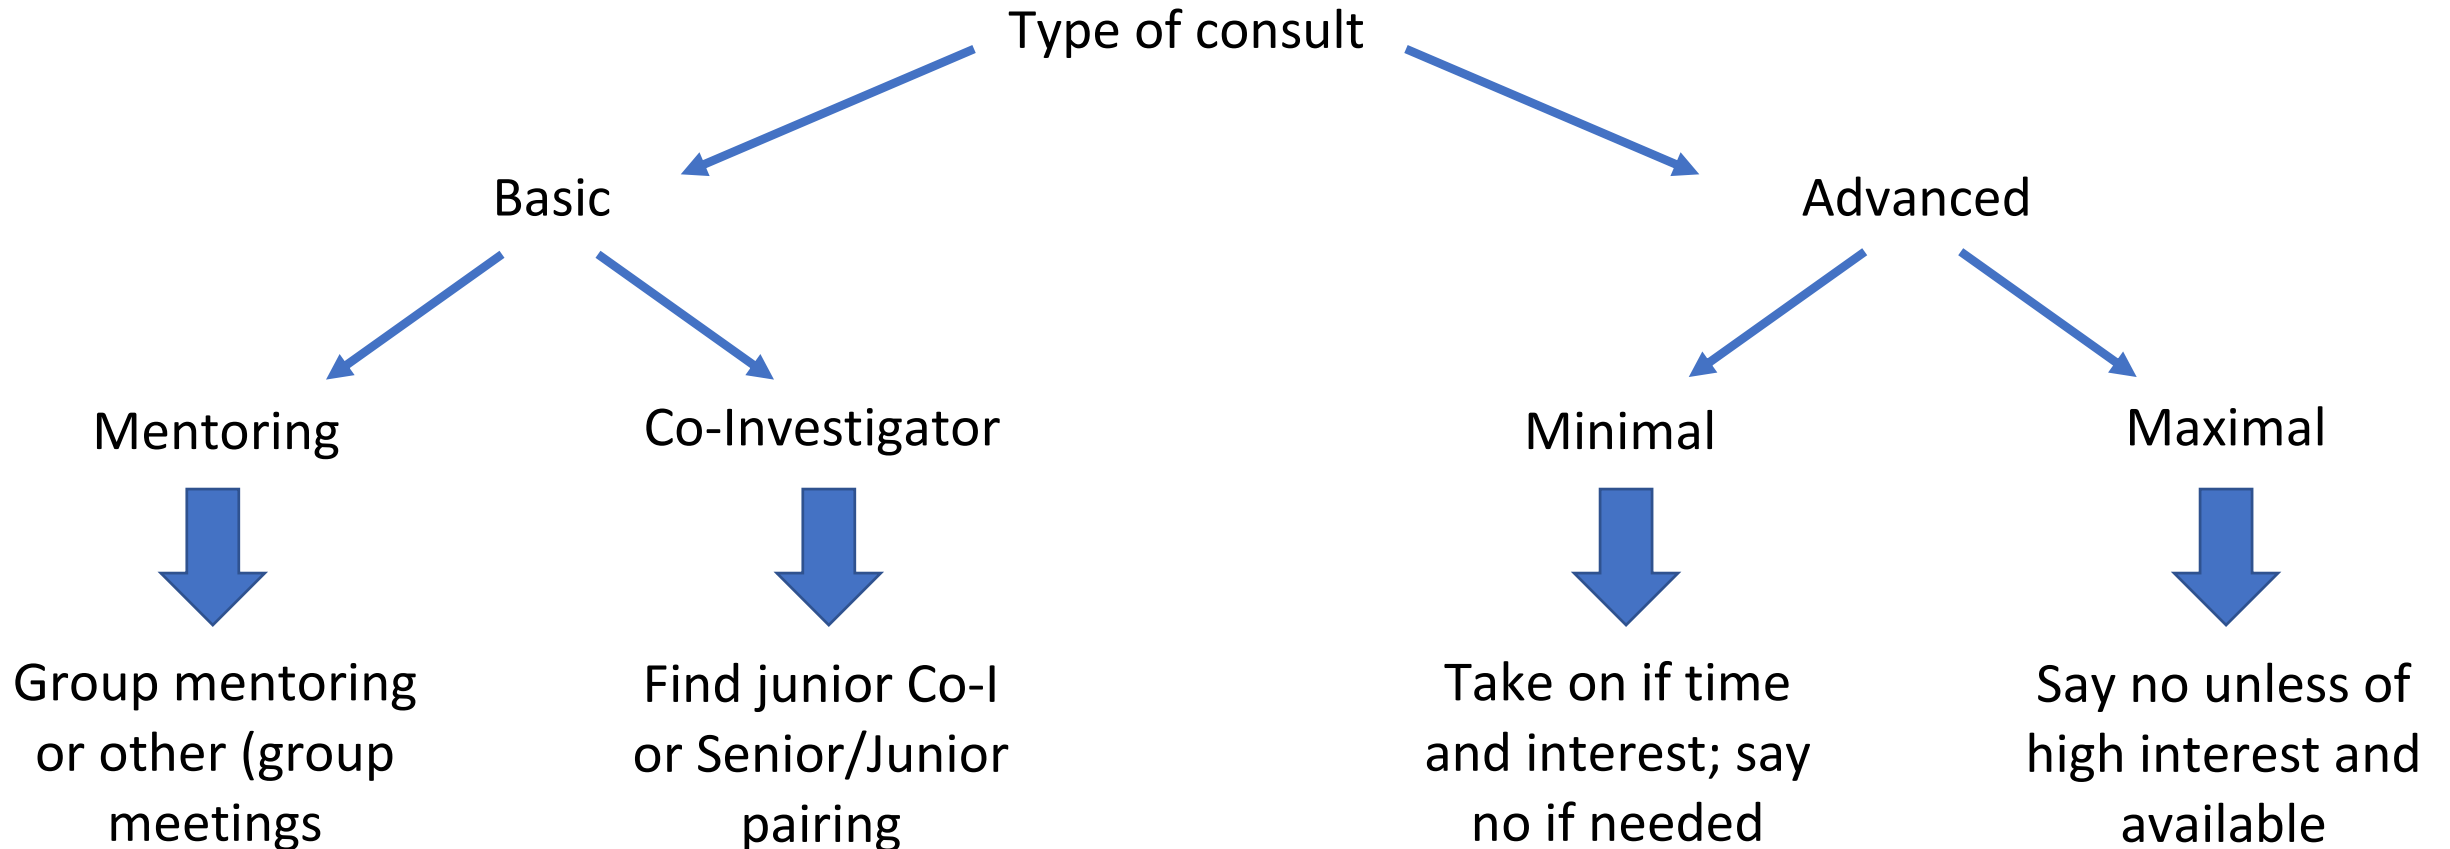 Type of consult
Basic
Advanced
Mentoring
Co-Investigator
Minimal
Maximal
Group mentoring
or other (group
meetings
Find junior Co-I
or Senior/Junior
pairing
Take on if time
and interest; say
no if needed
Say no unless of
high interest and
available